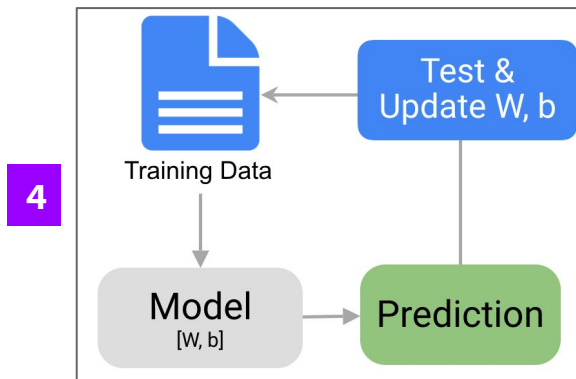 4
Training Data
Test &
Update W, b
Model
[W, b]
Prediction